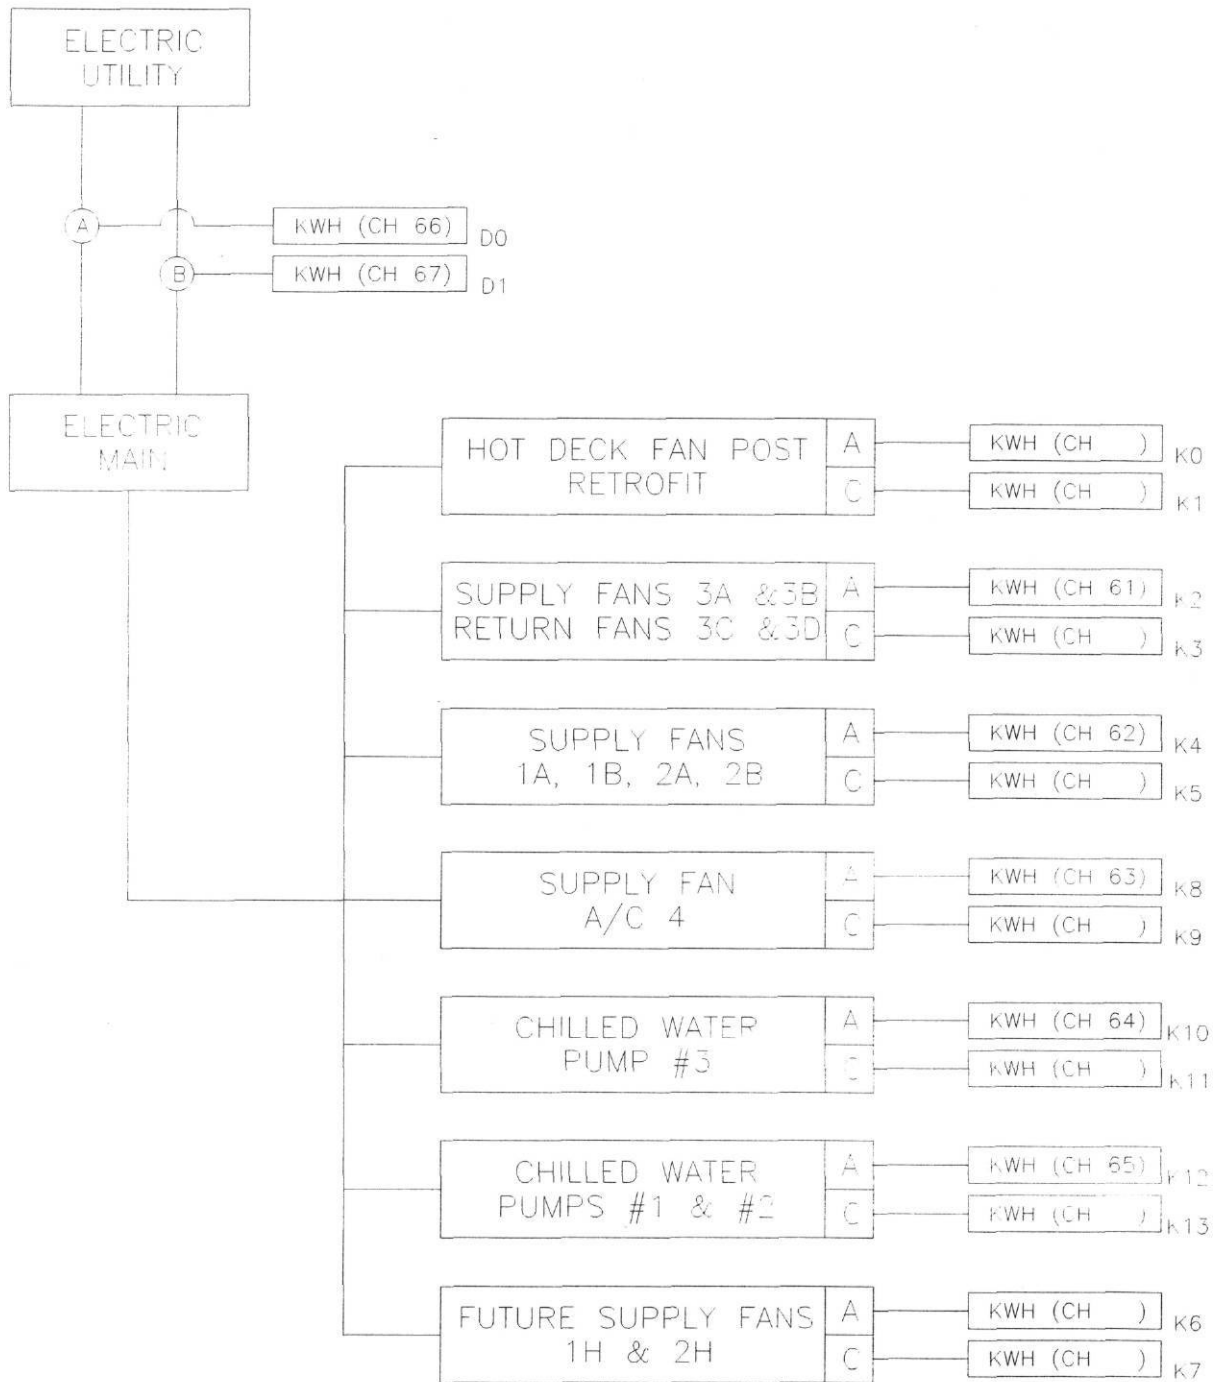 ELECTRIC
UTILITY
A
KWH (CH 66)
D0
B
KWH (CH 67)
D1
ELECTRIC
MAIN
HOT DECK FAN POST
RETROFIT
A
KWH (CH    )
K0
C
KWH (CH    )
K1
SUPPLY FANS 3A &3B
RETURN FANS 3C &3D
A
KWH (CH 61)
K2
C
KWH (CH    )
K3
SUPPLY FANS
1A, 1B, 2A, 2B
A
KWH (CH 62)
K4
C
KWH (CH    )
K5
SUPPLY FAN
A/C 4
A
KWH (CH 63)
K8
C
KWH (CH    )
K9
CHILLED WATER
PUMP #3
A
KWH (CH 64)
K10
C
KWH (CH    )
K11
CHILLED WATER
PUMPS #1 & #2
A
KWH (CH 65)
K12
C
KWH (CH    )
K13
FUTURE SUPPLY FANS
1H & 2H
A
KWH (CH    )
K6
C
KWH (CH    )
K7